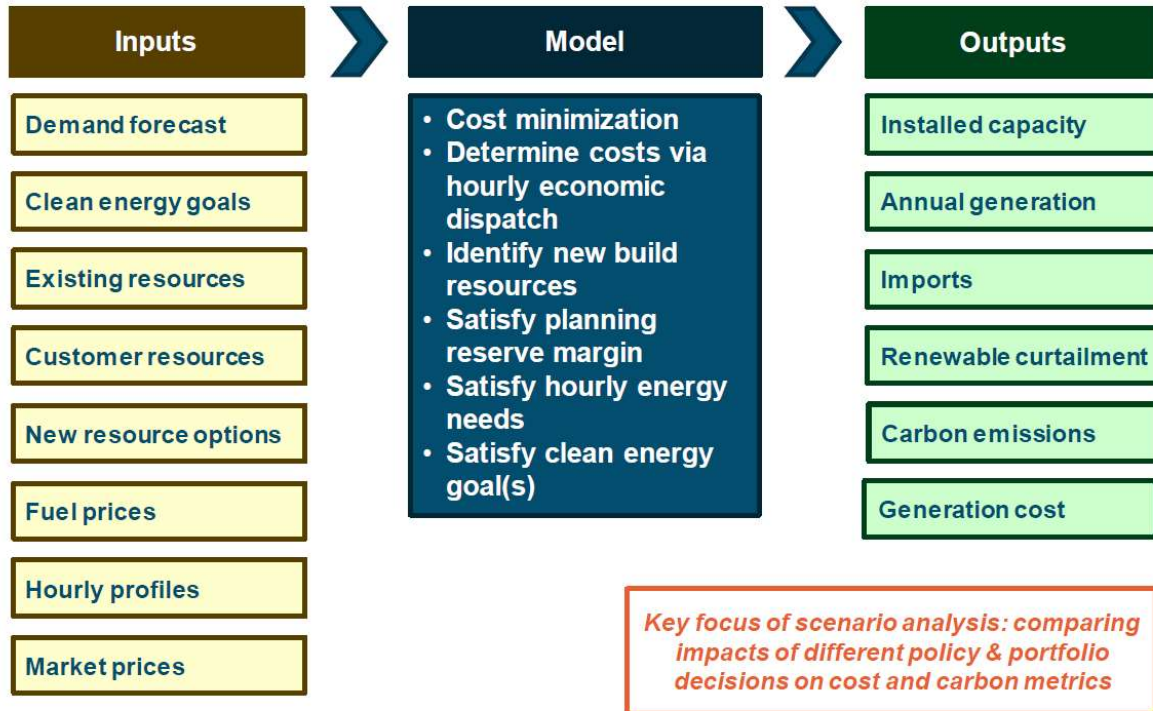 Inputs
Model
Outputs
Demand forecast
Clean energy goals
Existing resources
Customer resources
New resource options
Fuel prices
Hourly profiles
Market prices
• Cost minimization
• Determine costs via
hourly economic
dispatch
• Identify new build
resources
• Satisfy planning
reserve margin
• Satisfy hourly energy
needs
• Satisfy clean energy
goal(s)
Installed capacity
Annual generation
Imports
Renewable curtailment
Carbon emissions
Generation cost
Key focus of scenario analysis: comparing
impacts of different policy & portfolio
decisions on cost and carbon metrics